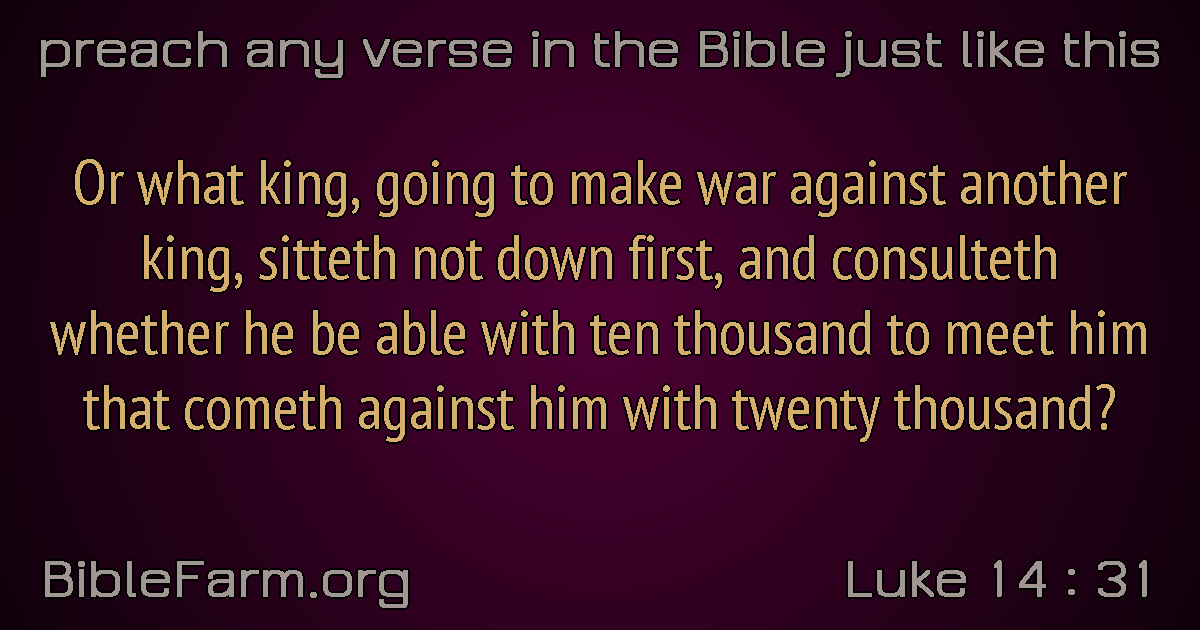 preach any verse in the Bible just like this
Or what king, going to make war against another
king, sitteth not down first, and consulteth
whether he be able with ten thousand to meet him
that cometh against him with twenty thousand?
BibleFarm.org
Luke 14 : 31